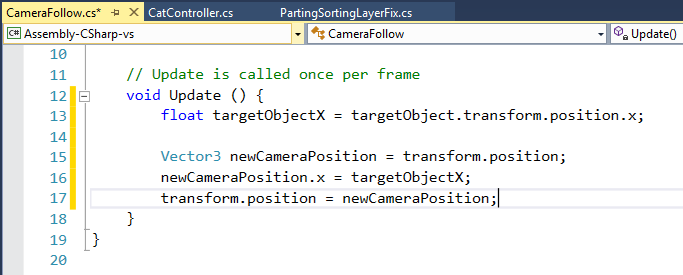 CameraFollow.cs* CatController.cs PartingSortingLayerFix.cs
Assembly-CSharp-vs CameraFollow Update()
10
11 // Update is called once per frame
12 void Update () {
13 float targetObjectX = targetObject.transform.position.x;
14
15 Vector3 newCameraPosition = transform.position;
16 newCameraPosition.x = targetObjectX;
17 transform.position = newCameraPosition;
18 }
19 }
20